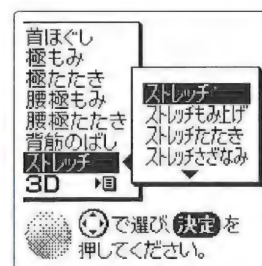 首ほぐし
極もみ
極たたき
腰極もみ
腰極たたき
背筋のばし
ストレッチ
3D
ストレッチ
ストレッチもみ上げ
ストレッチたたき
ストレッチさざなみ
で選び、決定を
押してください。